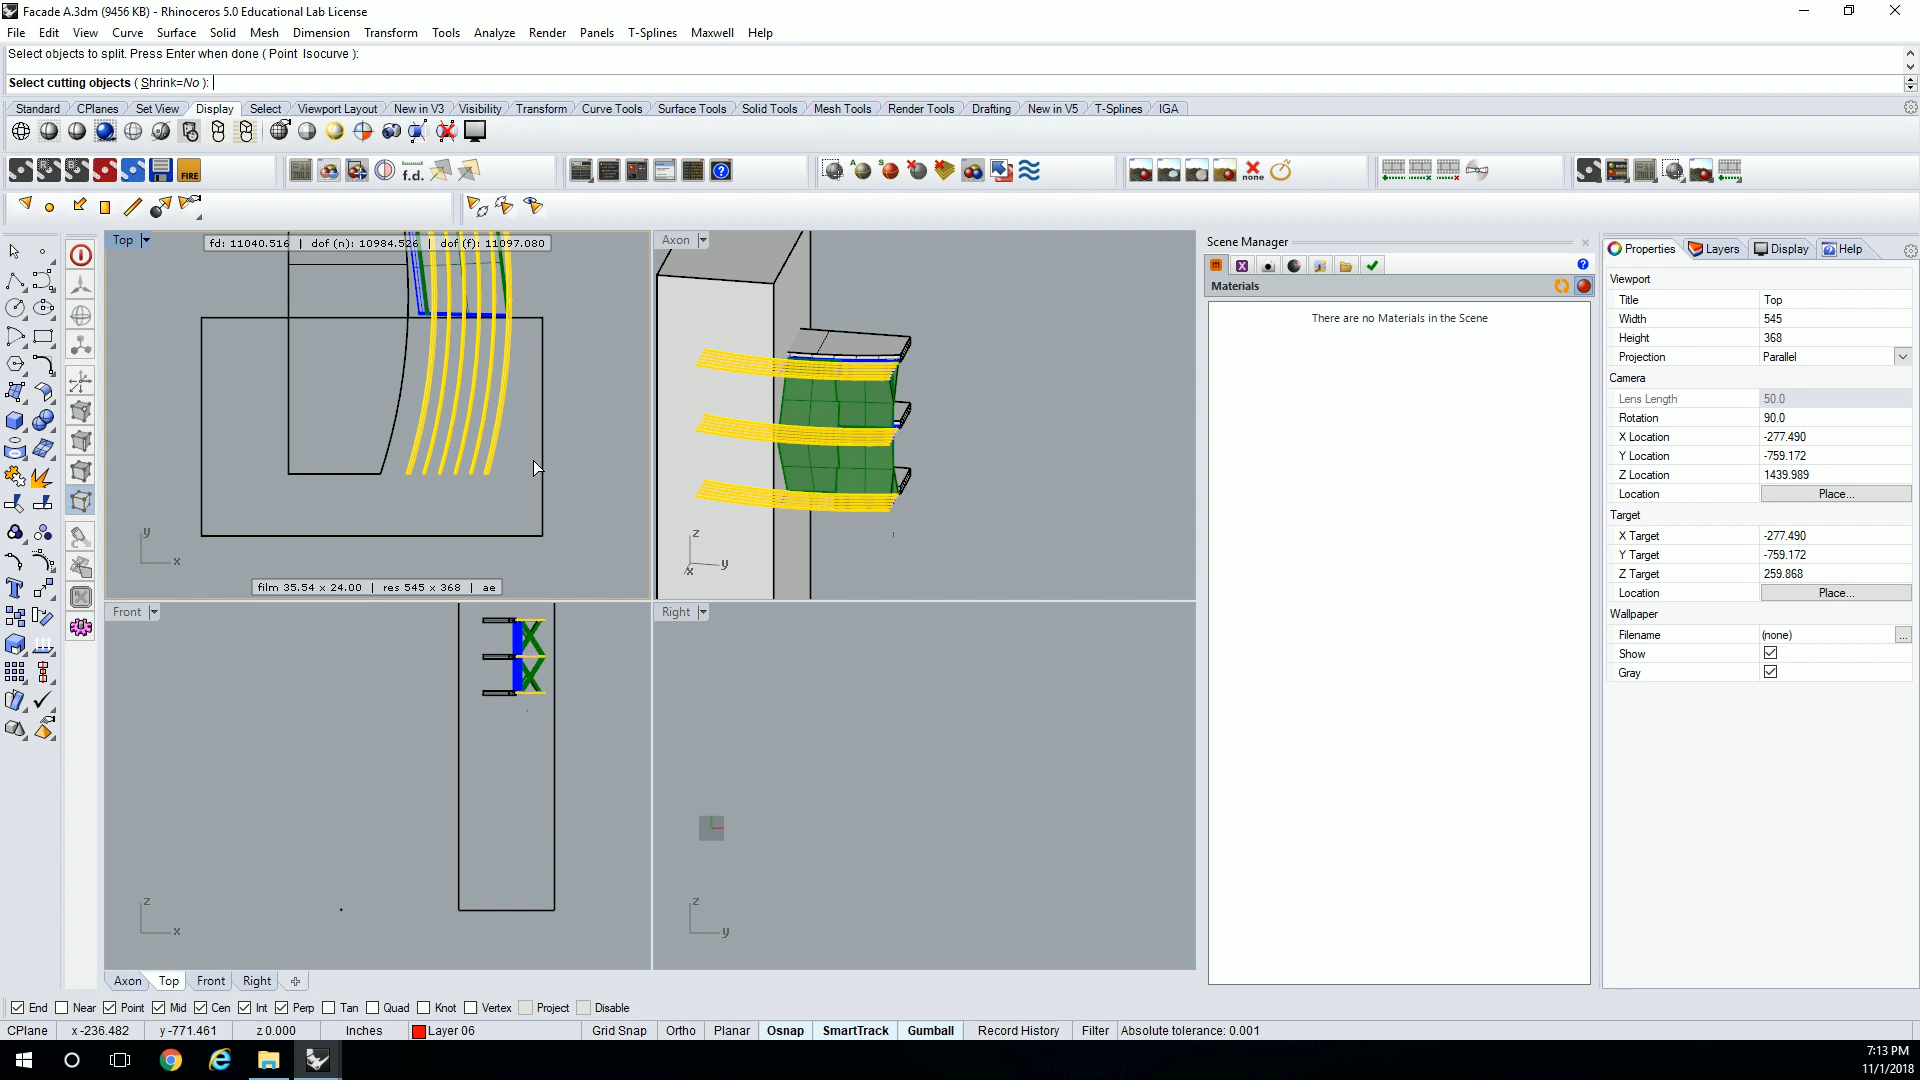 Facade A.3dm (9456 KB) - Rhinoceros 5.0 Educational Lab License
File Edit View Curve Surface Solid Mesh Dimension Transform Tools Analyze Render Panels T-Splines Maxwell Help
Select objects to split. Press Enter when done ( Point Isocurve ):
Select cutting objects ( Shrink=No ):
Standard CPlanes Set View Display Select Viewport Layout New in V3 Visibility Transform Curve Tools Surface Tools Solid Tools Mesh Tools Render Tools Drafting New in V5 T-Splines IGA
FIRE f.d. none
Top
fd: 11040.516 | dof (n): 10984.526 | dof (f): 11097.080
Axon
y
x
z
y
x
film 35.54 x 24.00 | res 545 x 368 | ae
Front
Right
z
x
z
y
Scene Manager
Materials
There are no Materials in the Scene
Properties Layers Display Help
Viewport
Title Top
Width 545
Height 368
Projection Parallel
Camera
Lens Length 50.0
Rotation 90.0
X Location -277.490
Y Location -759.172
Z Location 1439.989
Location Place...
Target
X Target -277.490
Y Target -759.172
Z Target 259.868
Location Place...
Wallpaper
Filename (none) ...
Show
Gray
Axon Top Front Right
End Near Point Mid Cen Int Perp Tan Quad Knot Vertex Project Disable
CPlane x -236.482 y -771.461 z 0.000 Inches Layer 06 Grid Snap Ortho Planar Osnap SmartTrack Gumball Record History Filter Absolute tolerance: 0.001
7:13 PM
11/1/2018